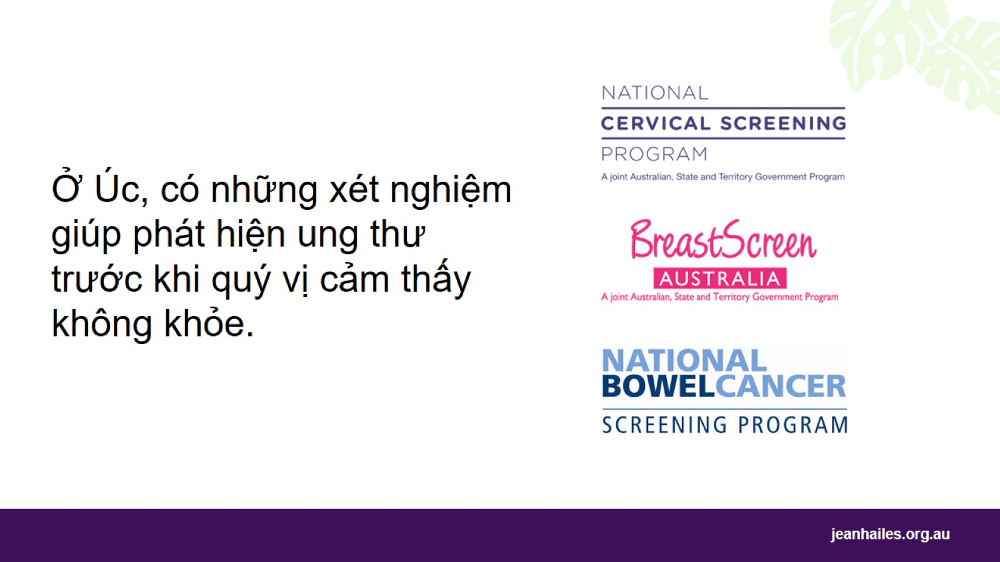 Ở Úc, có những xét nghiệm
giúp phát hiện ung thư
trước khi quý vị cảm thấy
không khỏe.
NATIONAL
CERVICAL SCREENING
PROGRAM
A joint Australian, State and Territory Government Program
BreastScreen
AUSTRALIA
A joint Australian, State and Territory Government Program
NATIONAL
BOWELCANCER
SCREENING PROGRAM
jeanhailes.org.au